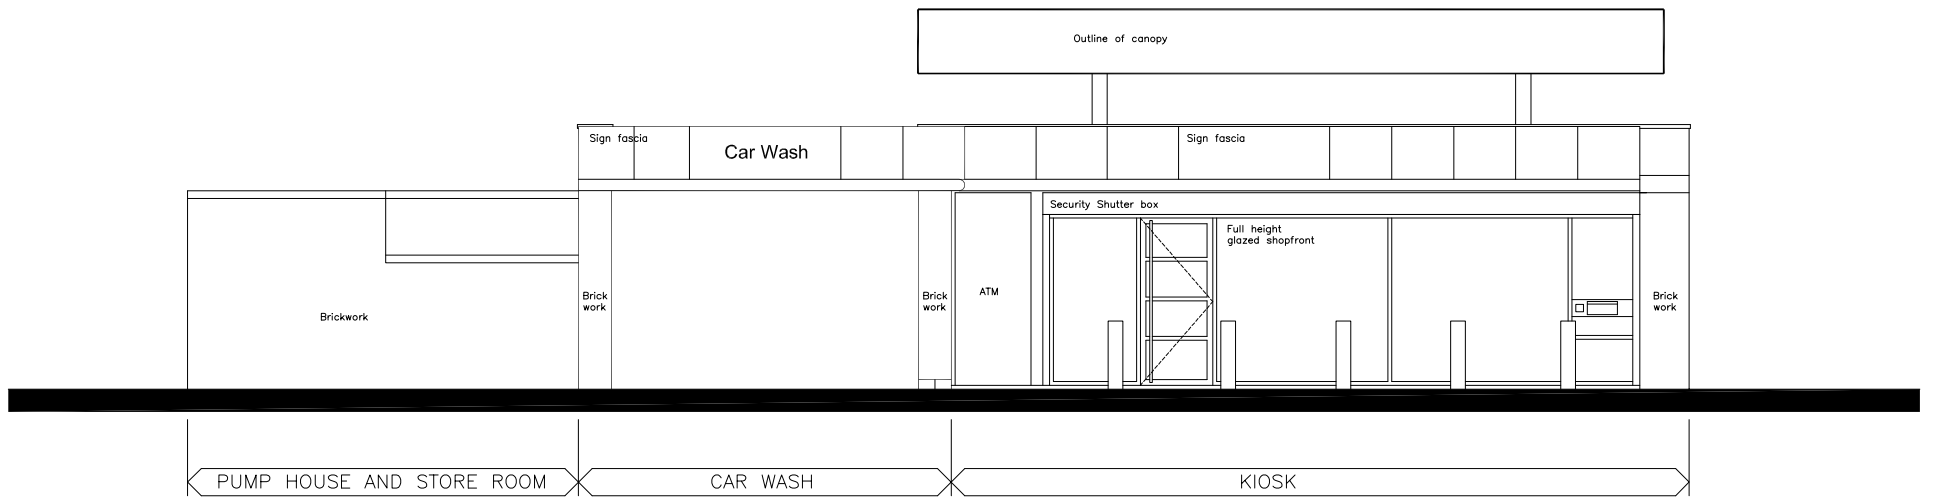 Outline of canopy
Sign fascia
Car Wash
Sign fascia
Security Shutter box
Full height
glazed shopfront
Brickwork
Brick
work
Brick
work
ATM
Brick
work
PUMP HOUSE AND STORE ROOM
CAR WASH
KIOSK